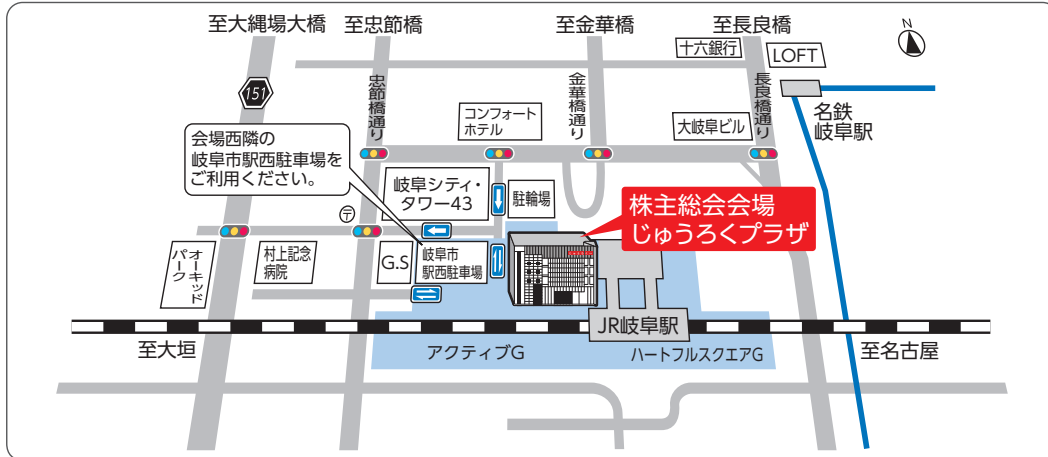 至大縄場大橋
至忠節橋
至金華橋
至長良橋
N
十六銀行
LOFT
151
忠節橋通り
金華橋通り
長良橋通り
名鉄
岐阜駅
コンフォート
ホテル
大岐阜ビル
会場西隣の
岐阜市駅西駐車場を
ご利用ください。
岐阜シティ・
タワー43
駐輪場
株主総会会場
じゅうろくプラザ
〒
オーキッド
パーク
村上記念
病院
G.S
岐阜市
駅西駐車場
JR岐阜駅
至大垣
アクティブG
ハートフルスクエアG
至名古屋